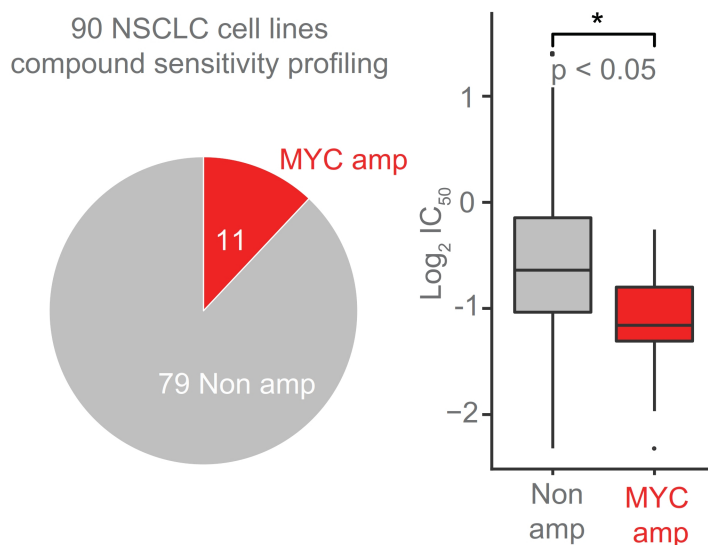 90 NSCLC cell lines
compound sensitivity profiling
MYC amp
11
79 Non amp
*
p < 0.05
Log₂ IC₅₀
1
0
-1
−2
Non
amp
MYC
amp